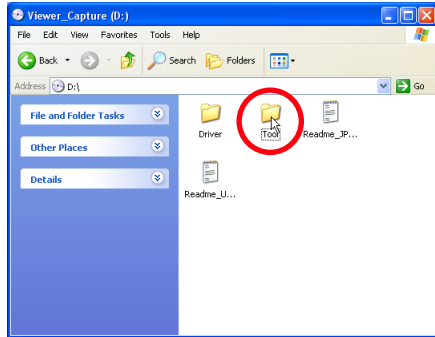 Viewer_Capture (D:)
File Edit View Favorites Tools Help
Back Search Folders
Address D:\ Go
File and Folder Tasks
Other Places
Details
Driver Tool Readme_JP...
Readme_U...